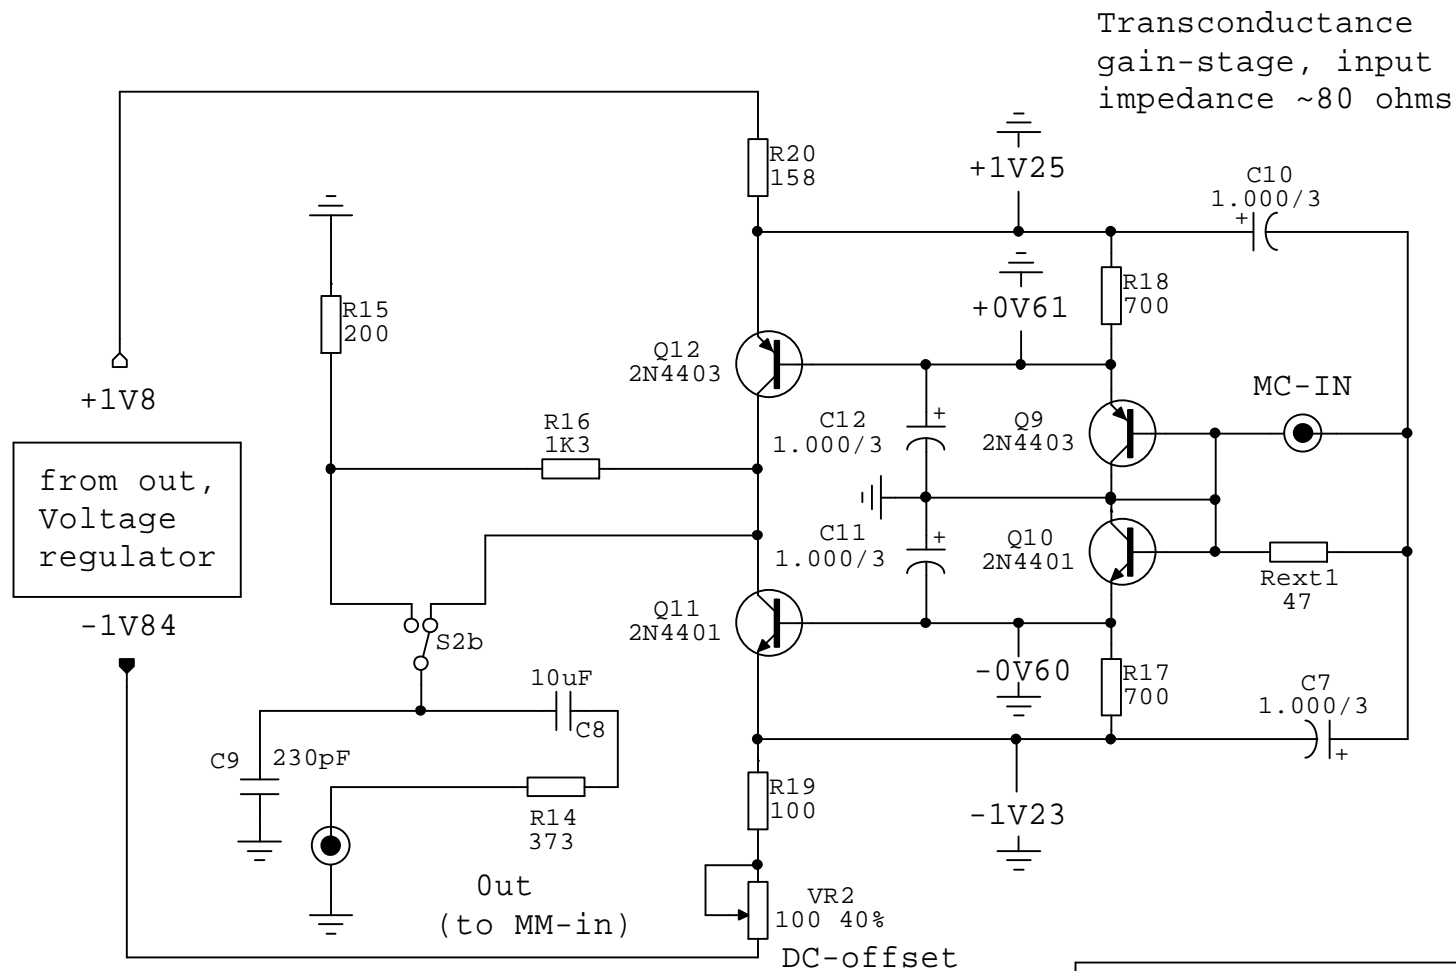 Transconductance
gain-stage, input
impedance ~80 ohms
R20
158
+1V25
C10
1.000/3
+
R15
200
+0V61
R18
700
+1V8
Q12
2N4403
MC-IN
R16
1K3
C12
1.000/3
+
Q9
2N4403
from out,
Voltage
regulator
C11
1.000/3
+
Q10
2N4401
Rext1
47
-1V84
Q11
2N4401
S2b
-0V60
R17
700
10uF
C8
C7
1.000/3
+
C9
230pF
R14
373
R19
100
-1V23
Out
(to MM-in)
VR2
100 40%
DC-offset